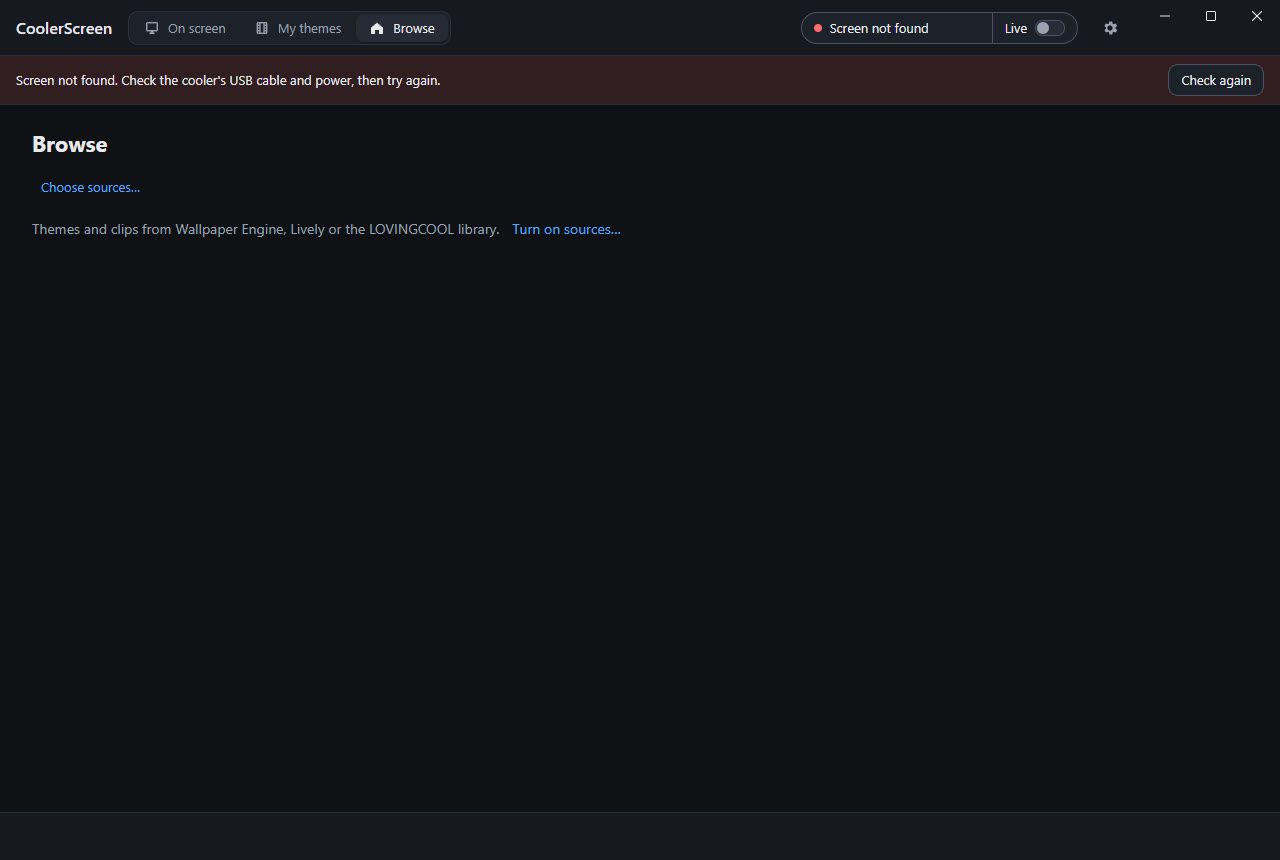 CoolerScreen On screen My themes Browse Screen not found Live
Screen not found. Check the cooler's USB cable and power, then try again. Check again
Browse
Choose sources...
Themes and clips from Wallpaper Engine, Lively or the LOVINGCOOL library. Turn on sources...